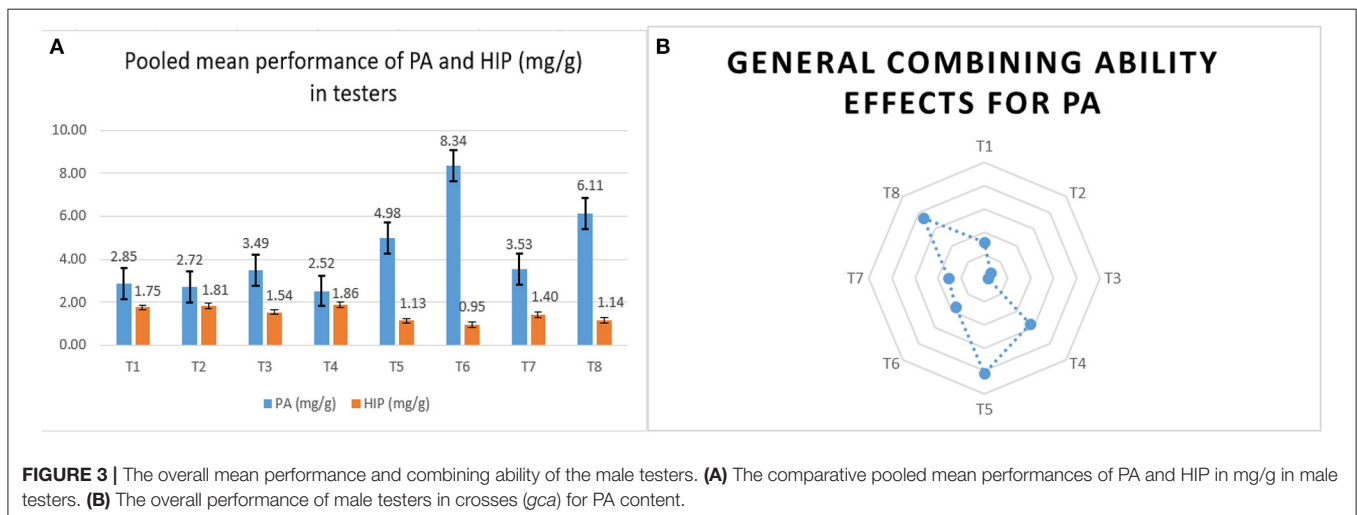 A
Pooled mean performance of PA and HIP (mg/g)
in testers
10.00
8.00
6.00
4.00
2.00
0.00
2.85
1.75
2.72
1.81
3.49
1.54
2.52
1.86
4.98
1.13
8.34
0.95
3.53
1.40
6.11
1.14
T1 T2 T3 T4 T5 T6 T7 T8
PA (mg/g) HIP (mg/g)
B
GENERAL COMBINING ABILITY
EFFECTS FOR PA
T1
T2
T3
T4
T5
T6
T7
T8
FIGURE 3 | The overall mean performance and combining ability of the male testers. (A) The comparative pooled mean performances of PA and HIP in mg/g in male
testers. (B) The overall performance of male testers in crosses (gca) for PA content.